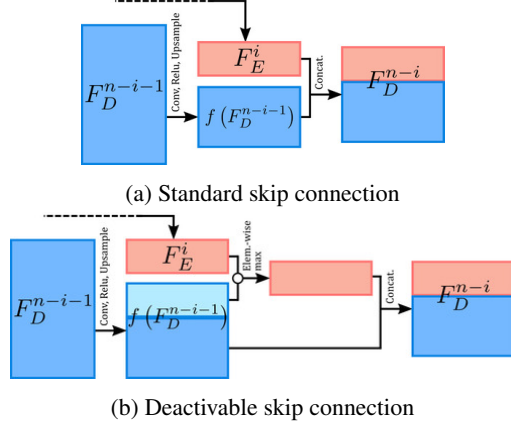 Conv, Relu, Upsample
F_E^i
Concat.
F_D^{n-i}
F_D^{n-i-1}
f (F_D^{n-i-1})
(a) Standard skip connection
Conv, Relu, Upsample
F_E^i
Elem.-wise
max
Concat.
F_D^{n-i}
F_D^{n-i-1}
f (F_D^{n-i-1})
(b) Deactivable skip connection